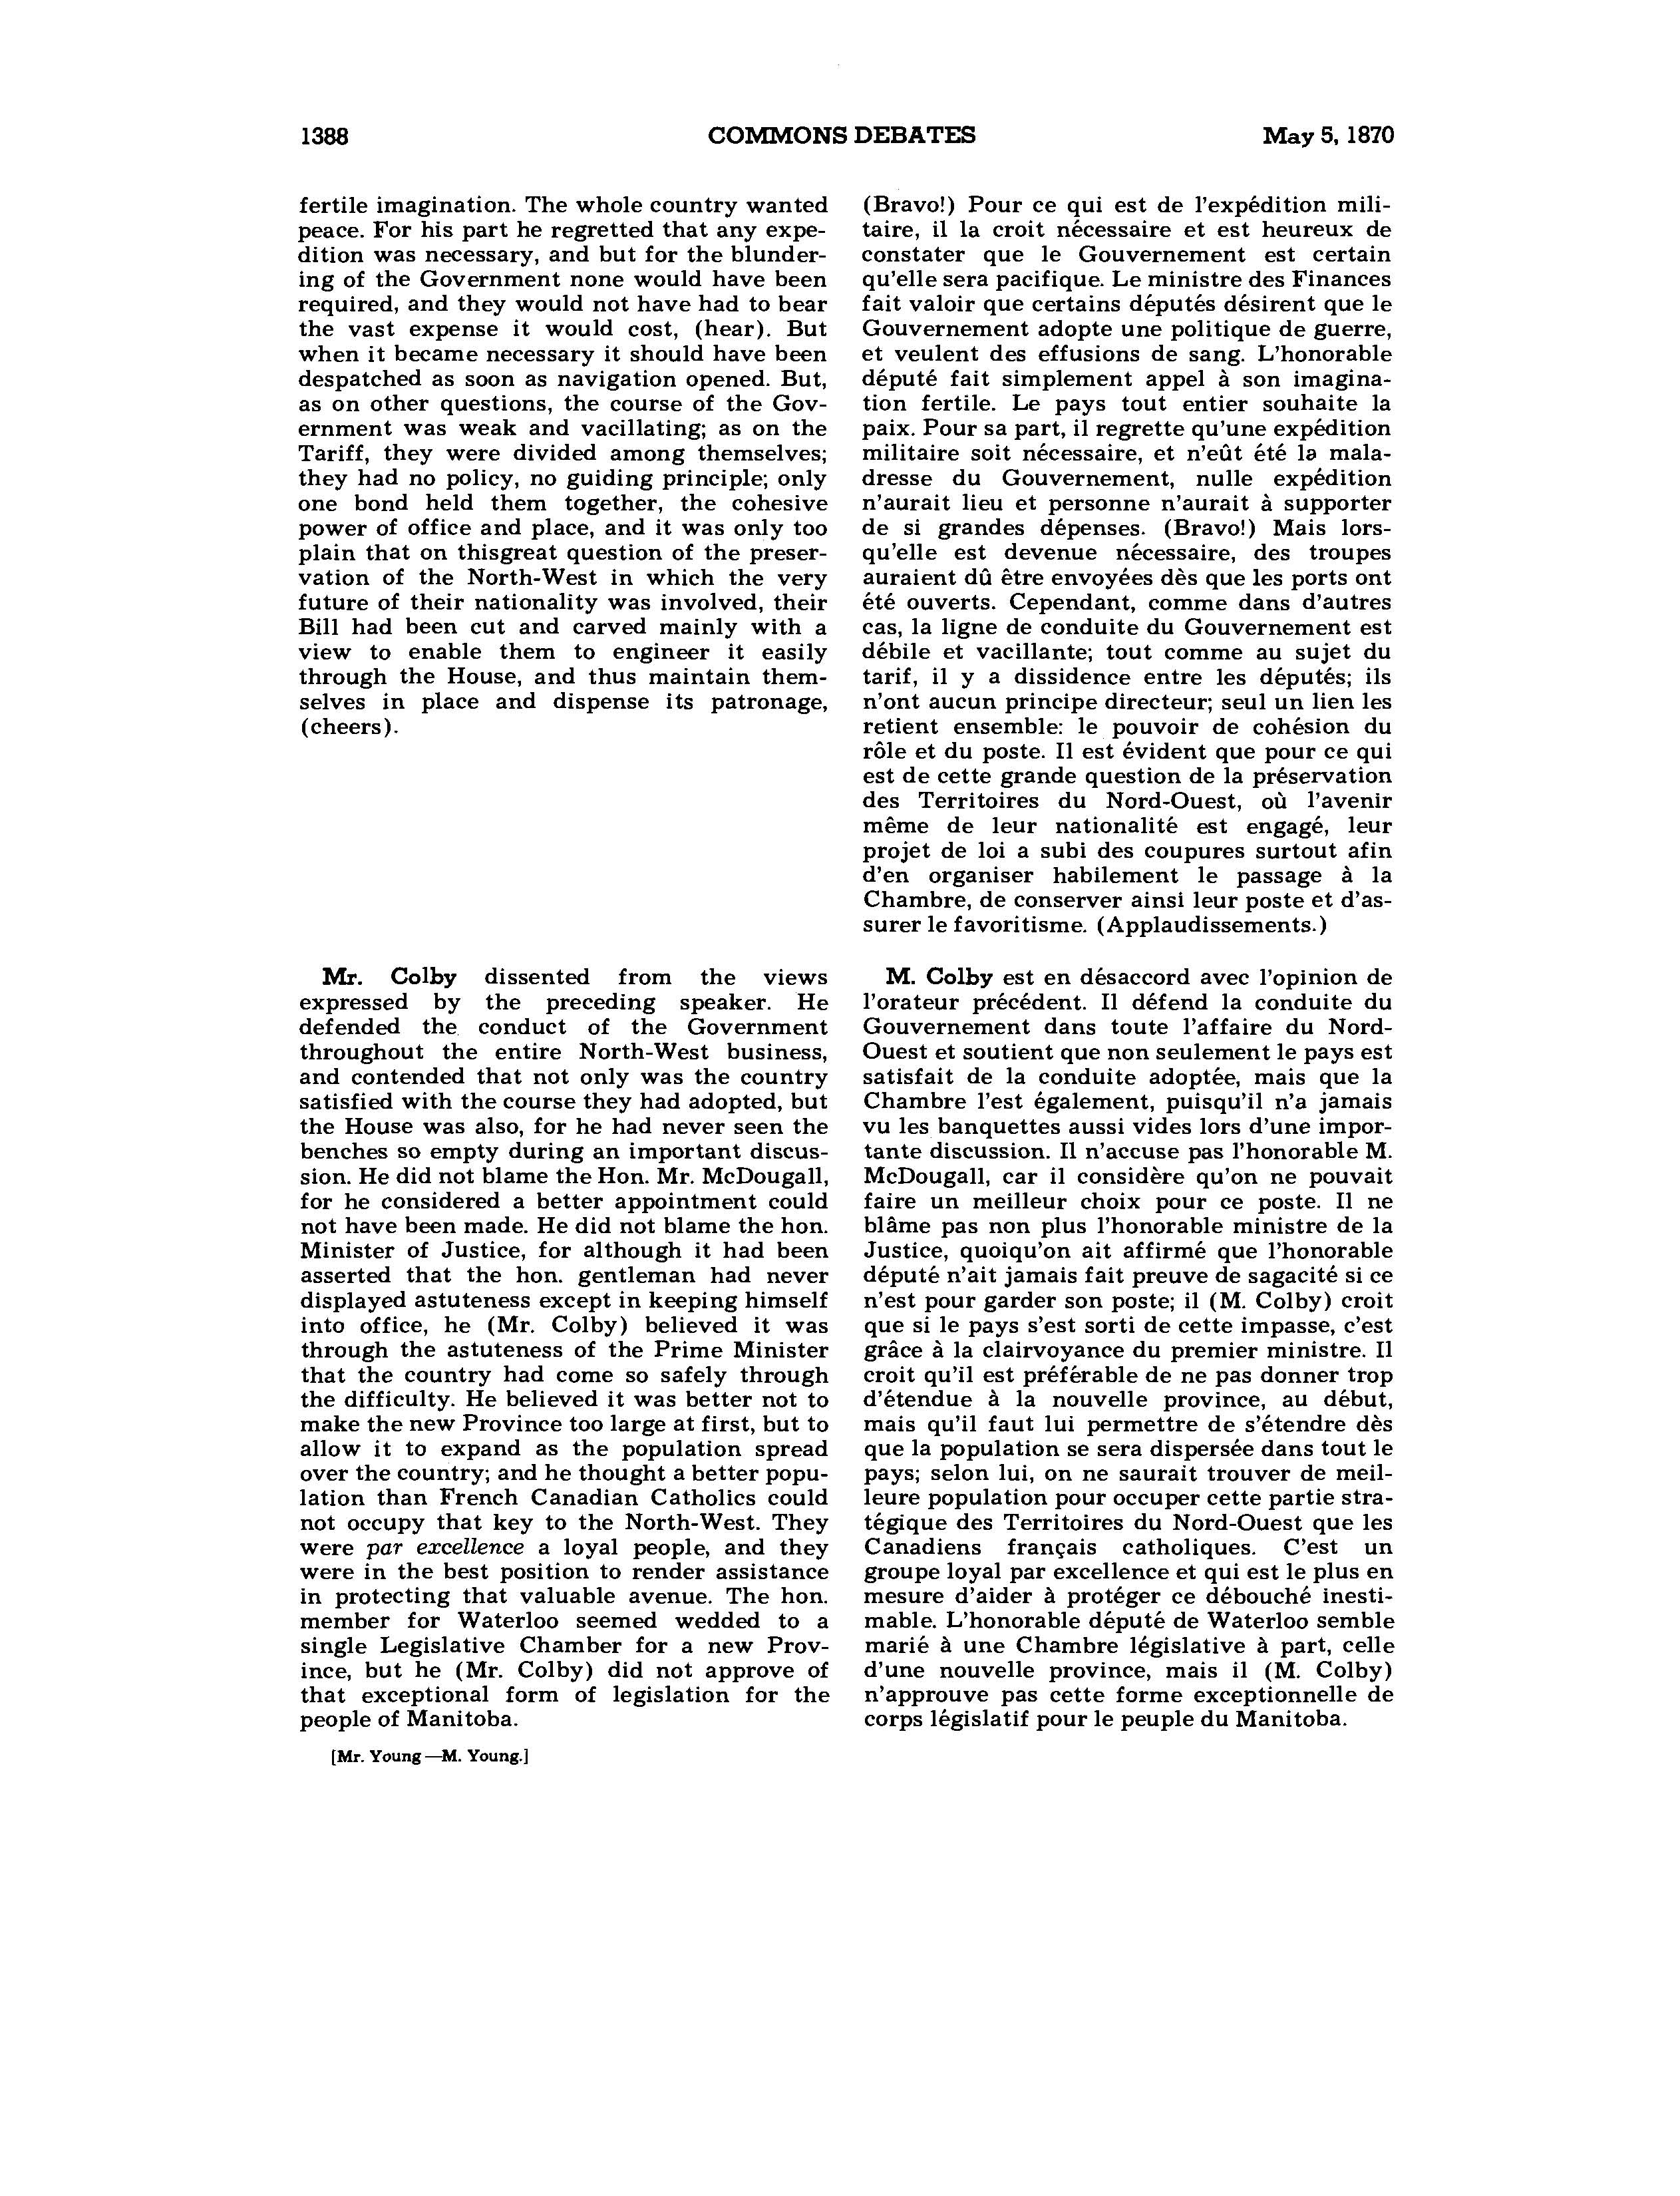 1388
COMMONS DEBATES
May 5, 1870
fertile imagination. The whole country wanted
peace. For his part he regretted that any expe-
dition was necessary, and but for the blunder-
ing of the Government none would have been
required, and they would not have had to bear
the vast expense it would cost, (hear). But
when it became necessary it should have been
despatched as soon as navigation opened. But,
as on other questions, the course of the Gov-
ernment was weak and vacillating; as on the
Tariff, they were divided among themselves;
they had no policy, no guiding principle; only
one bond held them together, the cohesive
power of office and place, and it was only too
plain that on thisgreat question of the preser-
vation of the North-West in which the very
future of their nationality was involved, their
Bill had been cut and carved mainly with a
view to enable them to engineer it easily
through the House, and thus maintain them-
selves in place and dispense its patronage,
(cheers).
Mr. Colby dissented from the views
expressed by the preceding speaker. He
defended the conduct of the Government
throughout the entire North-West business,
and contended that not only was the country
satisfied with the course they had adopted, but
the House was also, for he had never seen the
benches so empty during an important discus-
sion. He did not blame the Hon. Mr. McDougall,
for he considered a better appointment could
not have been made. He did not blame the hon.
Minister of Justice, for although it had been
asserted that the hon. gentleman had never
displayed astuteness except in keeping himself
into office, he (Mr. Colby) believed it was
through the astuteness of the Prime Minister
that the country had come so safely through
the difficulty. He believed it was better not to
make the new Province too large at first, but to
allow it to expand as the population spread
over the country; and he thought a better popu-
lation than French Canadian Catholics could
not occupy that key to the North-West. They
were par excellence a loyal people, and they
were in the best position to render assistance
in protecting that valuable avenue. The hon.
member for Waterloo seemed wedded to a
single Legislative Chamber for a new Prov-
ince, but he (Mr. Colby) did not approve of
that exceptional form of legislation for the
people of Manitoba.
[Mr. Young—M. Young.]
(Bravo!) Pour ce qui est de l'expédition mili-
taire, il la croit nécessaire et est heureux de
constater que le Gouvernement est certain
qu'elle sera pacifique. Le ministre des Finances
fait valoir que certains députés désirent que le
Gouvernement adopte une politique de guerre,
et veulent des effusions de sang. L'honorable
député fait simplement appel à son imagina-
tion fertile. Le pays tout entier souhaite la
paix. Pour sa part, il regrette qu'une expédition
militaire soit nécessaire, et n'eût été la mala-
dresse du Gouvernement, nulle expédition
n'aurait lieu et personne n'aurait à supporter
de si grandes dépenses. (Bravo!) Mais lors-
qu'elle est devenue nécessaire, des troupes
auraient dû être envoyées dès que les ports ont
été ouverts. Cependant, comme dans d'autres
cas, la ligne de conduite du Gouvernement est
débile et vacillante; tout comme au sujet du
tarif, il y a dissidence entre les députés; ils
n'ont aucun principe directeur; seul un lien les
retient ensemble: le pouvoir de cohésion du
rôle et du poste. Il est évident que pour ce qui
est de cette grande question de la préservation
des Territoires du Nord-Ouest, où l'avenir
même de leur nationalité est engagé, leur
projet de loi a subi des coupures surtout afin
d'en organiser habilement le passage à la
Chambre, de conserver ainsi leur poste et d'as-
surer le favoritisme. (Applaudissements.)
M. Colby est en désaccord avec l'opinion de
l'orateur précédent. Il défend la conduite du
Gouvernement dans toute l'affaire du Nord-
Ouest et soutient que non seulement le pays est
satisfait de la conduite adoptée, mais que la
Chambre l'est également, puisqu'il n'a jamais
vu les banquettes aussi vides lors d'une impor-
tante discussion. Il n'accuse pas l'honorable M.
McDougall, car il considère qu'on ne pouvait
faire un meilleur choix pour ce poste. Il ne
blâme pas non plus l'honorable ministre de la
Justice, quoiqu'on ait affirmé que l'honorable
député n'ait jamais fait preuve de sagacité si ce
n'est pour garder son poste; il (M. Colby) croit
que si le pays s'est sorti de cette impasse, c'est
grâce à la clairvoyance du premier ministre. Il
croit qu'il est préférable de ne pas donner trop
d'étendue à la nouvelle province, au début,
mais qu'il faut lui permettre de s'étendre dès
que la population se sera dispersée dans tout le
pays; selon lui, on ne saurait trouver de meil-
leure population pour occuper cette partie stra-
tégique des Territoires du Nord-Ouest que les
Canadiens français catholiques. C'est un
groupe loyal par excellence et qui est le plus en
mesure d'aider à protéger ce débouché inesti-
mable. L'honorable député de Waterloo semble
marié à une Chambre législative à part, celle
d'une nouvelle province, mais il (M. Colby)
n'approuve pas cette forme exceptionnelle de
corps législatif pour le peuple du Manitoba.